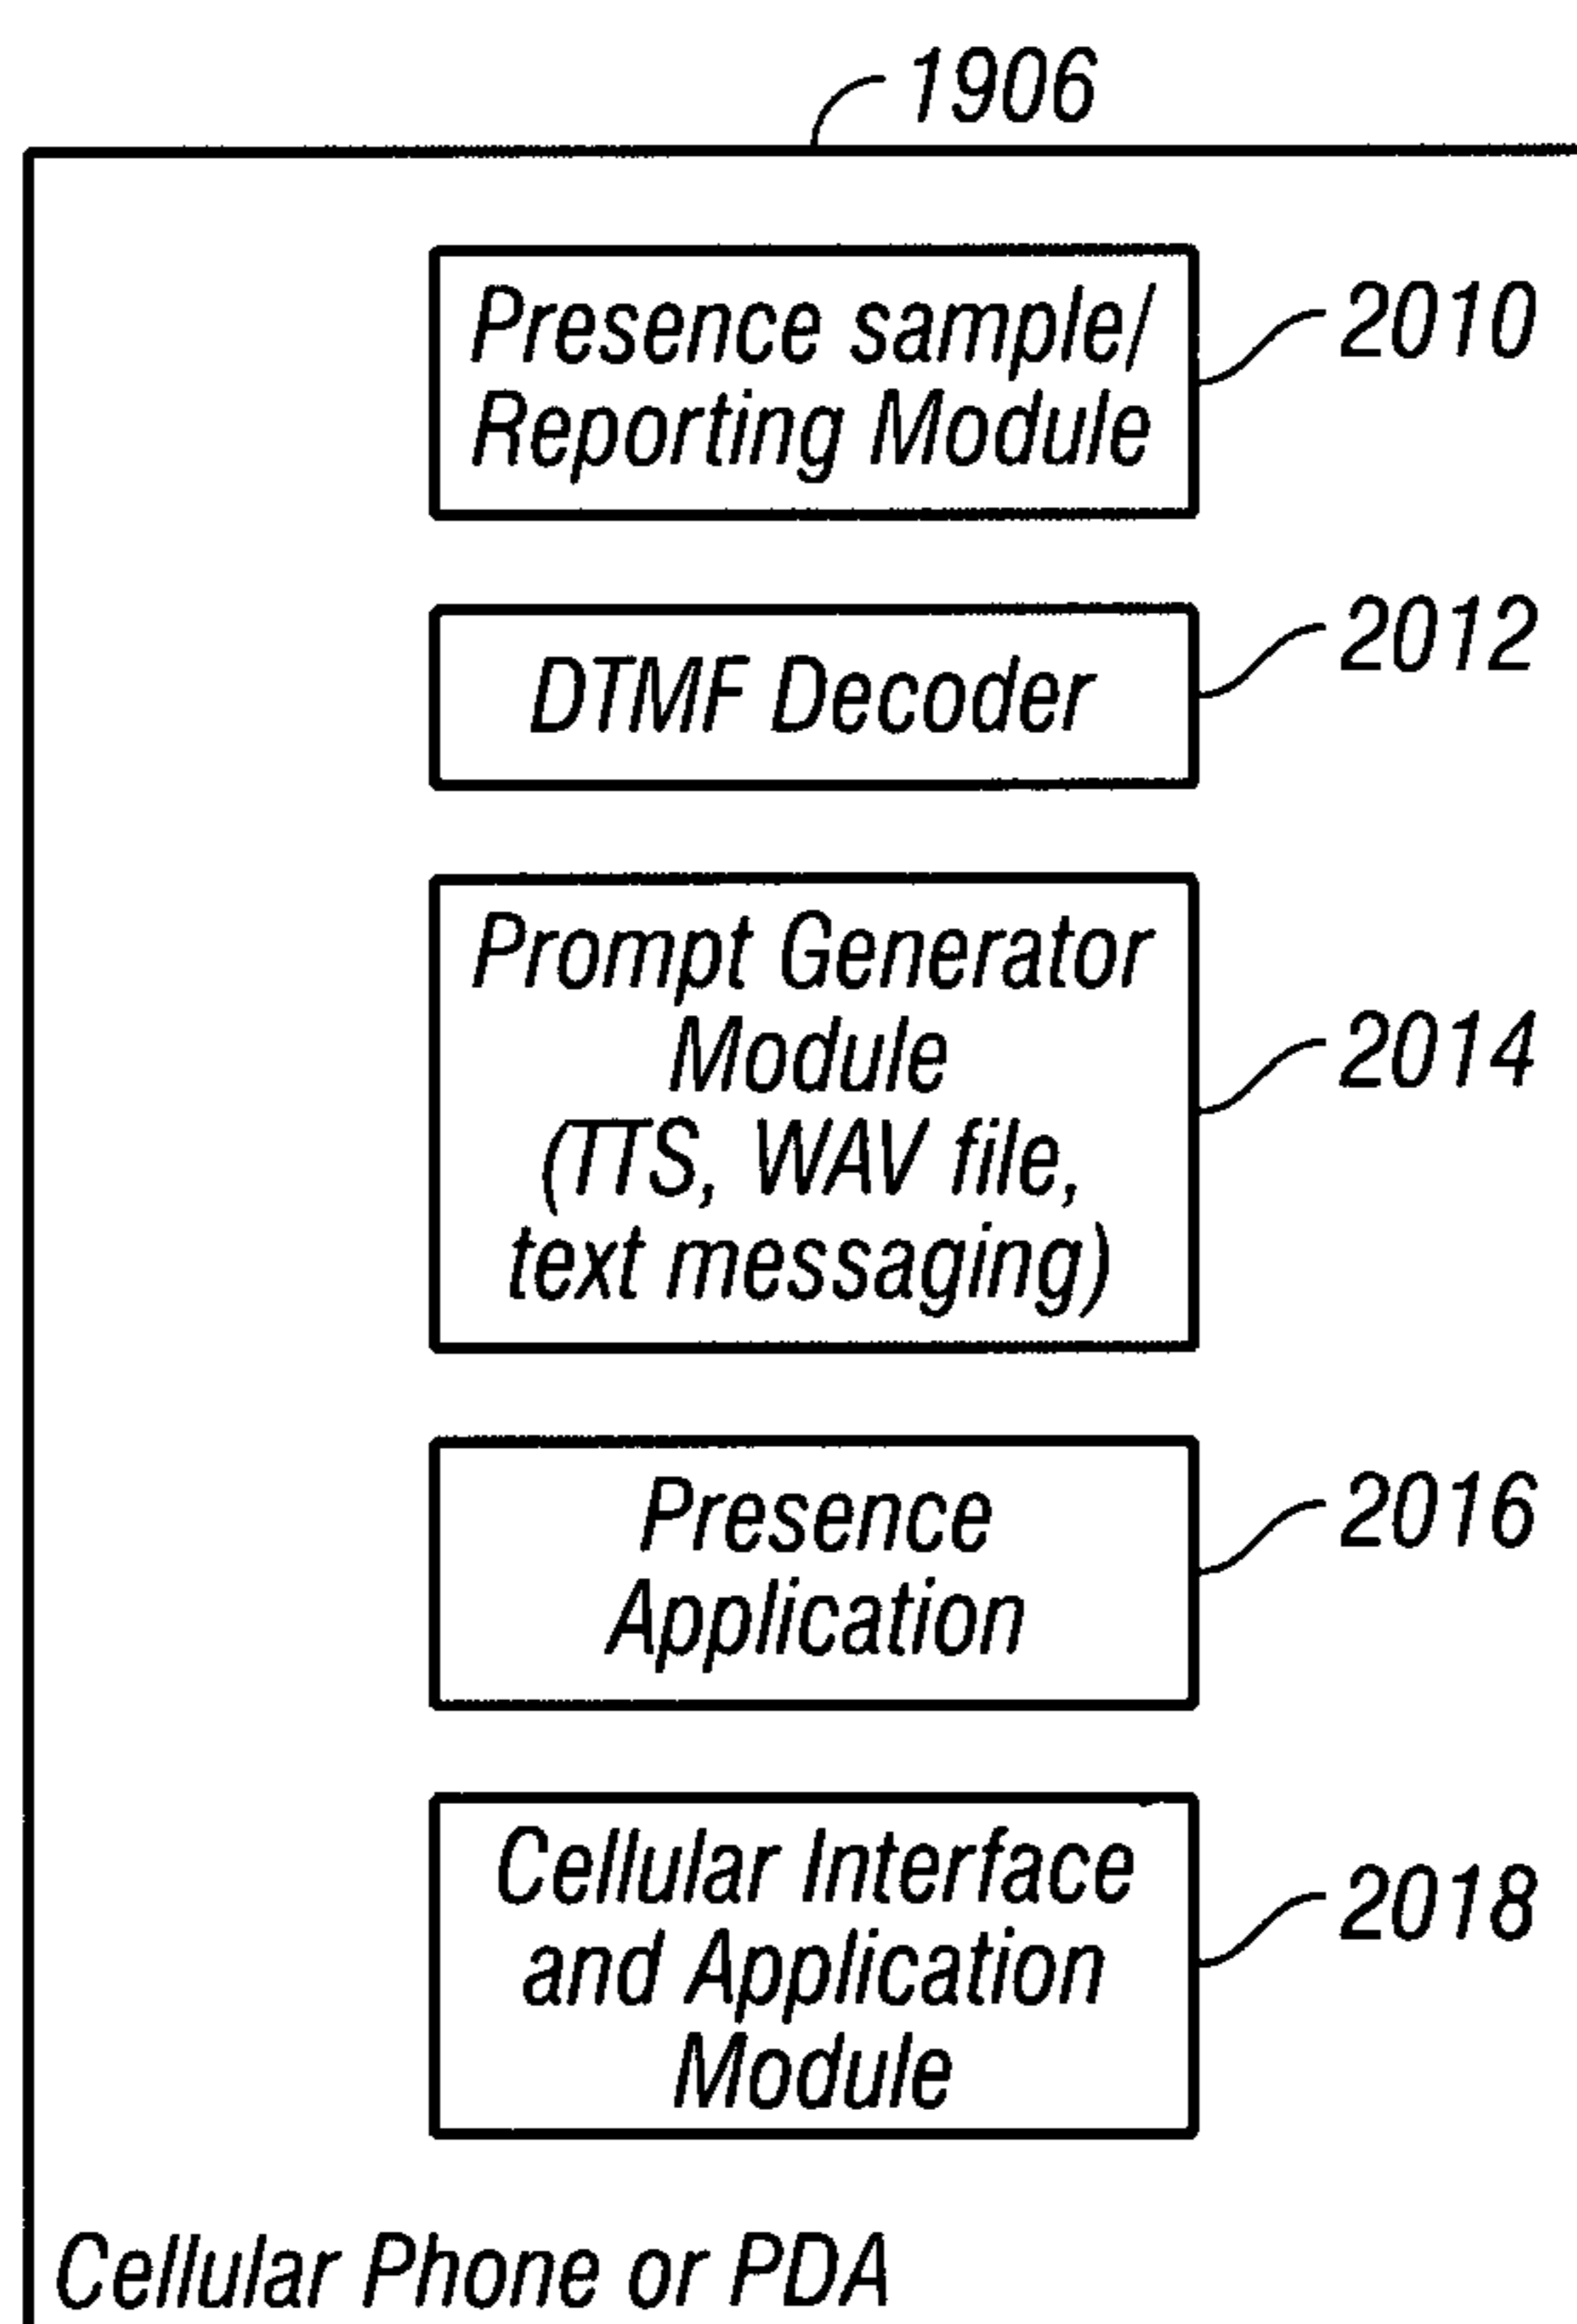 1906
Presence sample/
Reporting Module
2010
DTMF Decoder
2012
Prompt Generator
Module
(TTS, WAV file,
text messaging)
2014
Presence
Application
2016
Cellular Interface
and Application
Module
2018
Cellular Phone or PDA